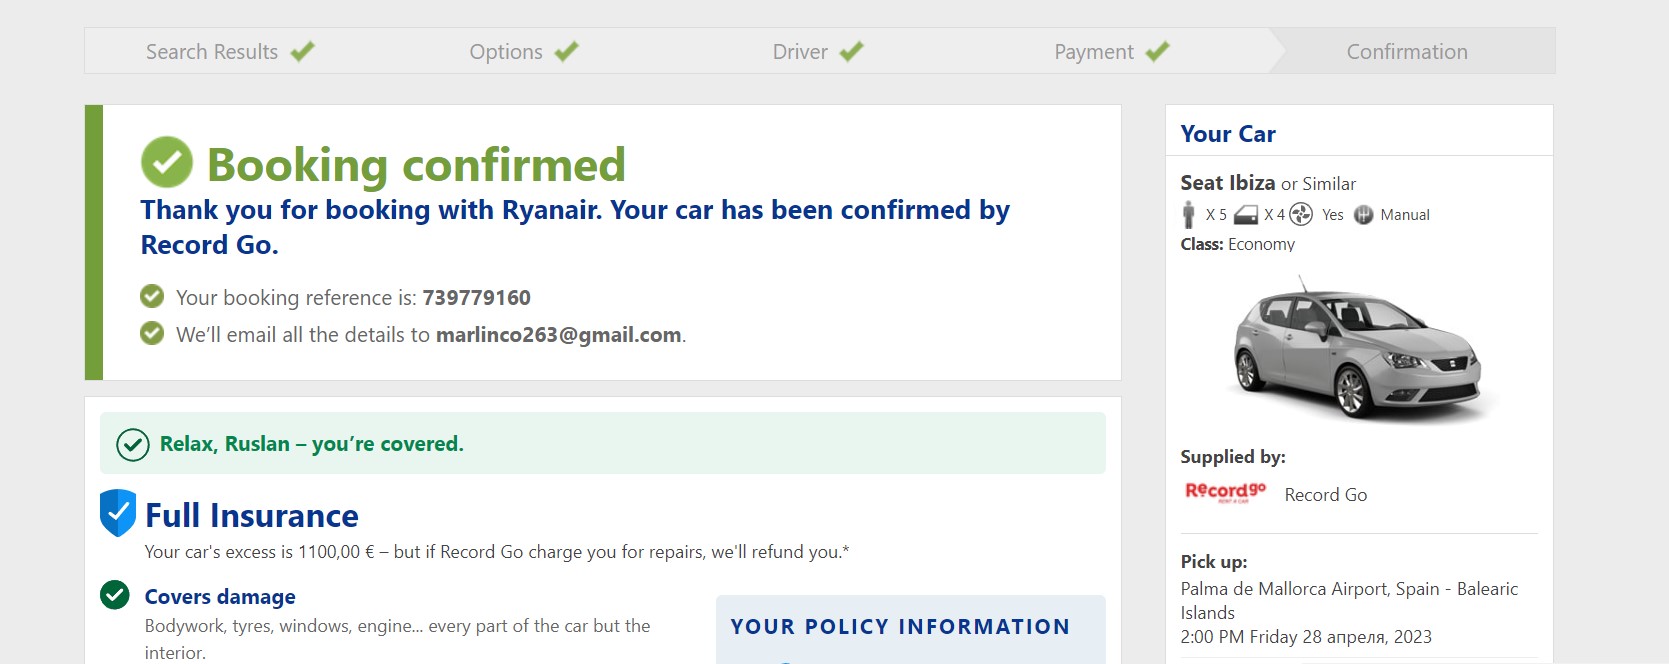 Search Results
Options
Driver
Payment
Confirmation
Booking confirmed
Thank you for booking with Ryanair. Your car has been confirmed by
Record Go.
Your booking reference is: 739779160
We'll email all the details to marlinco263@gmail.com.
Relax, Ruslan – you're covered.
Full Insurance
Your car's excess is 1100,00 € – but if Record Go charge you for repairs, we'll refund you.*
Covers damage
Bodywork, tyres, windows, engine... every part of the car but the
interior.
YOUR POLICY INFORMATION
Your Car
Seat Ibiza or Similar
X 5 X 4 Yes Manual
Class: Economy
Supplied by:
Recordgo
RENT A CAR
Record Go
Pick up:
Palma de Mallorca Airport, Spain - Balearic
Islands
2:00 PM Friday 28 апреля, 2023